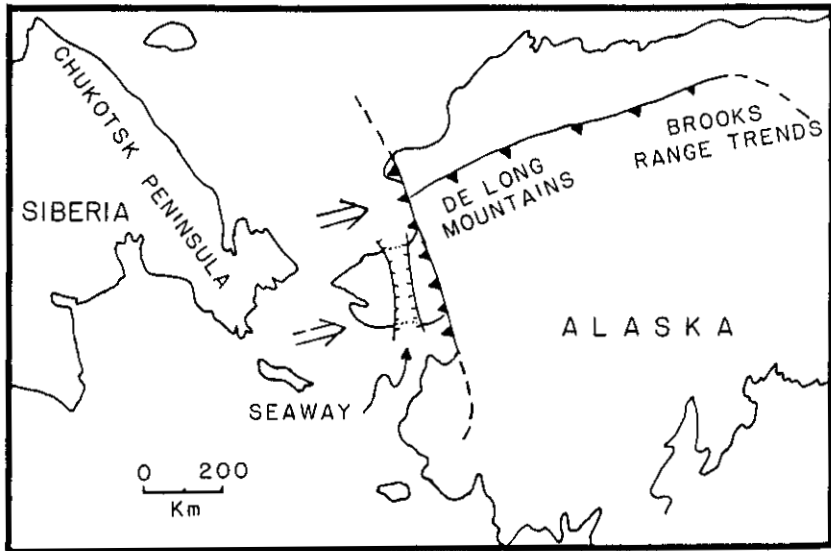 CHUKOTSK PENINSULA
SIBERIA
BROOKS
RANGE TRENDS
DE LONG
MOUNTAINS
ALASKA
SEAWAY
0 200
Km